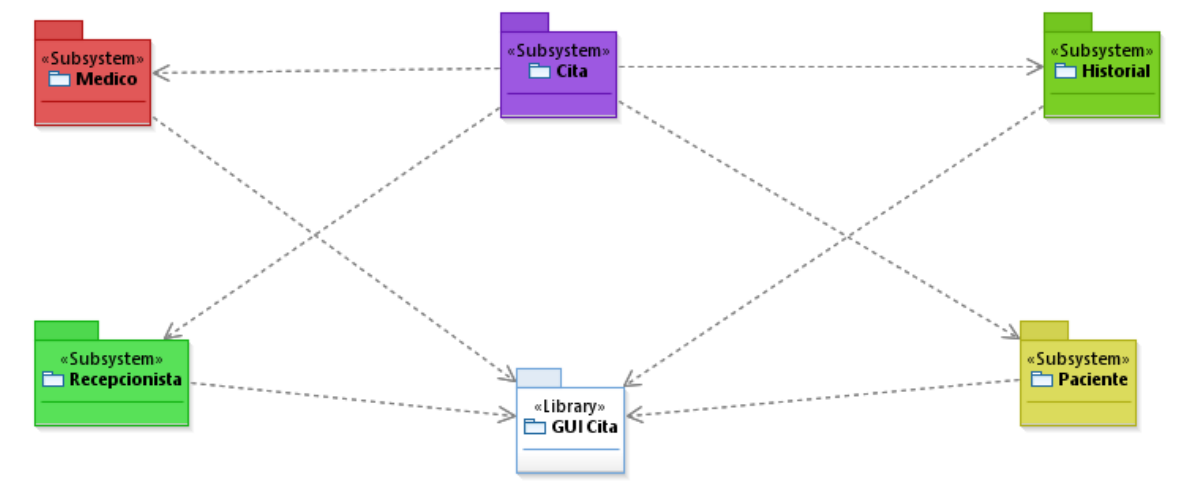 «Subsystem»
Medico
«Subsystem»
Cita
«Subsystem»
Historial
«Subsystem»
Recepcionista
«Library»
GUI Cita
«Subsystem»
Paciente